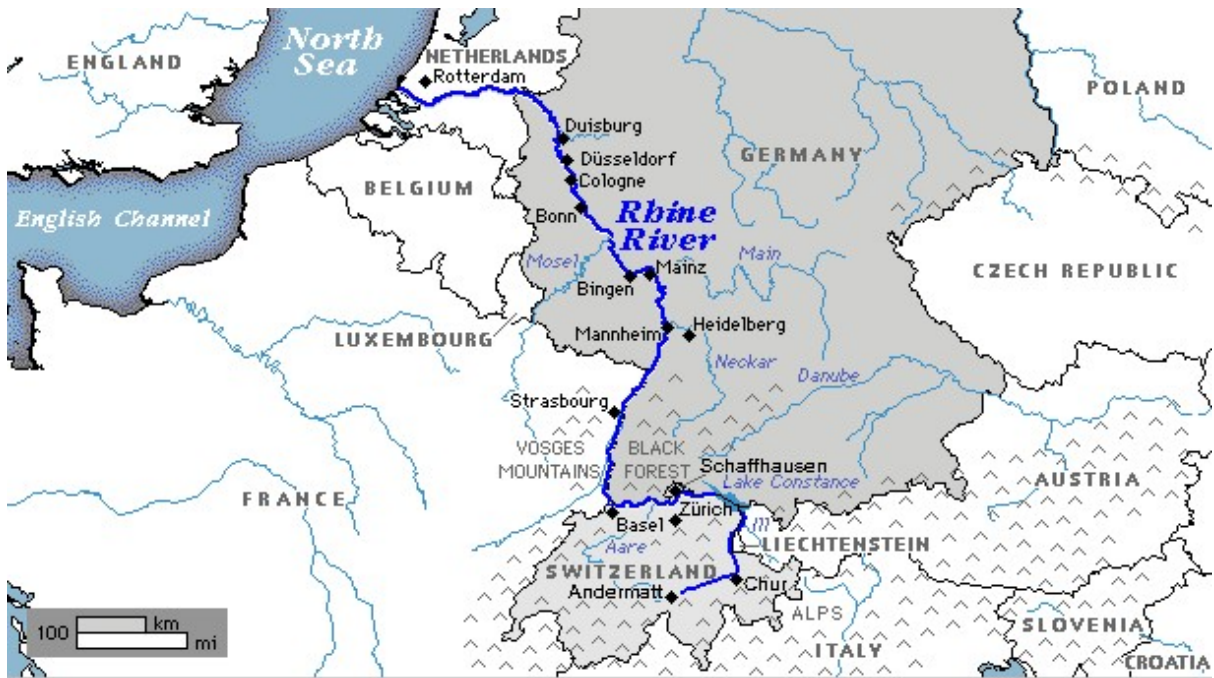 North
Sea
ENGLAND
NETHERLANDS
Rotterdam
POLAND
Duisburg
Düsseldorf
GERMANY
Cologne
BELGIUM
English Channel
Bonn
Rhine
River
Mosel
Main
Mainz
Bingen
CZECH REPUBLIC
LUXEMBOURG
Mannheim
Heidelberg
Neckar
Danube
Strasbourg
VOSGES
MOUNTAINS
BLACK
FOREST
Schaffhausen
Lake Constance
AUSTRIA
FRANCE
Zürich
Basel
Ill
Aare
LIECHTENSTEIN
SWITZERLAND
Chur
Andermatt
ALPS
ITALY
SLOVENIA
CROATIA
100
km
mi